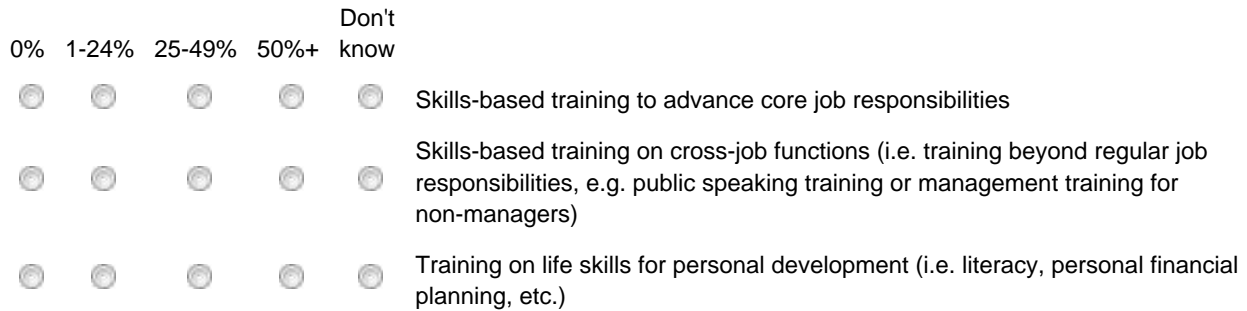 Don't
0% 1-24% 25-49% 50%+ know
Skills-based training to advance core job responsibilities
Skills-based training on cross-job functions (i.e. training beyond regular job
responsibilities, e.g. public speaking training or management training for
non-managers)
Training on life skills for personal development (i.e. literacy, personal financial
planning, etc.)